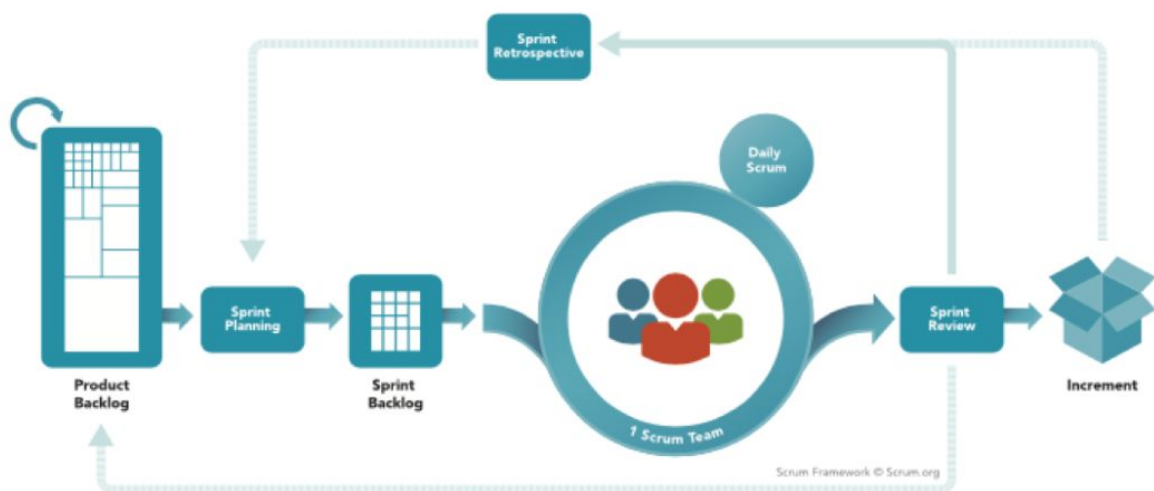 Sprint
Retrospective
Daily
Scrum
Sprint
Planning
Sprint
Review
Product
Backlog
Sprint
Backlog
Increment
1 Scrum Team
Scrum Framework © Scrum.org